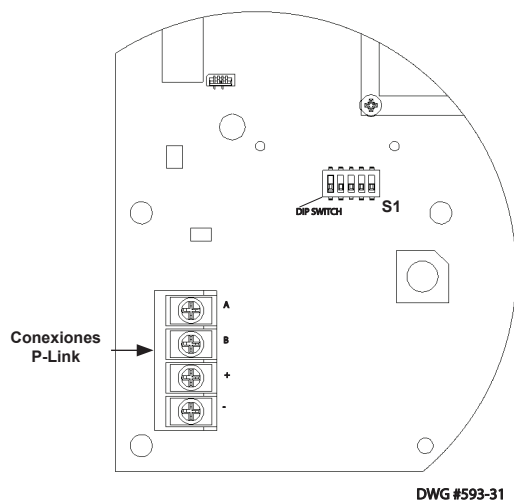 DIP SWITCH
S1
A
B
+
-
Conexiones
P-Link
DWG #593-31